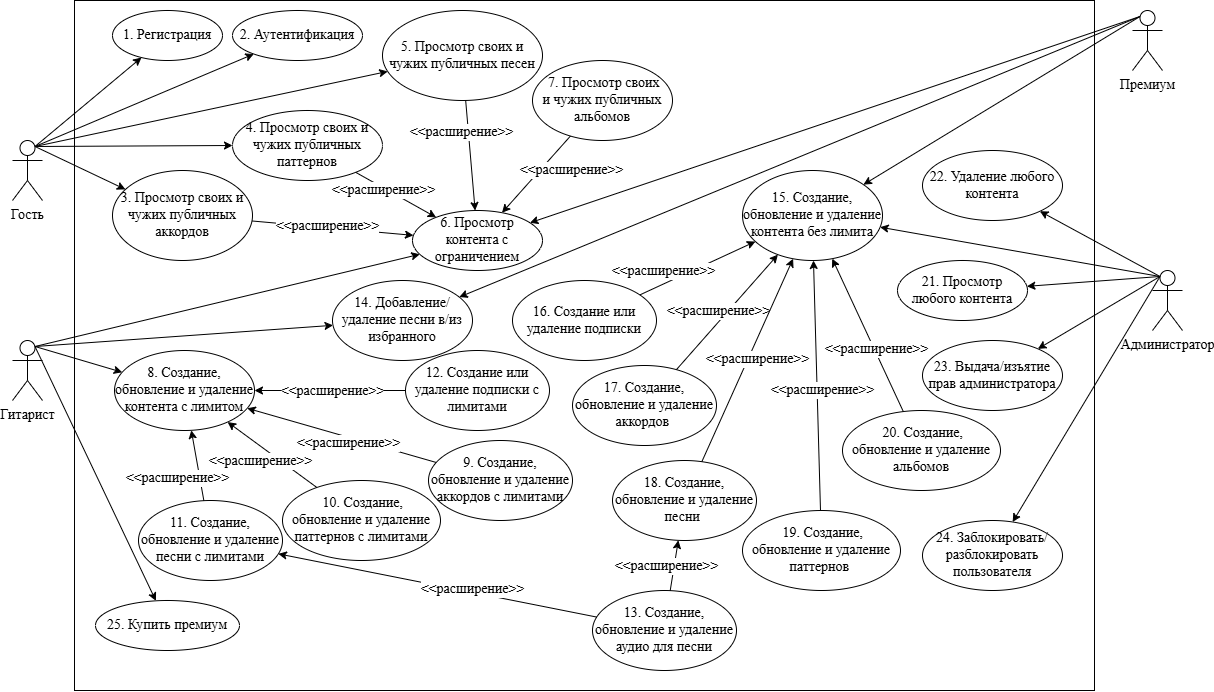 1. Регистрация
2. Аутентификация
5. Просмотр своих и
чужих публичных песен
7. Просмотр своих
и чужих публичных
альбомов
Премиум
<<расширение>>
4. Просмотр своих и
чужих публичных
паттернов
<<расширение>>
Гость
3. Просмотр своих и
чужих публичных
аккордов
<<расширение>>
<<расширение>>
6. Просмотр
контента с
ограничением
15. Создание,
обновление и удаление
контента без лимита
22. Удаление любого
контента
<<расширение>>
21. Просмотр
любого контента
14. Добавление/
удаление песни в/из
избранного
16. Создание или
удаление подписки
<<расширение>>
Администратор
Гитарист
8. Создание,
обновление и удаление
контента с лимитом
<<расширение>>
12. Создание или
удаление подписки с
лимитами
<<расширение>>
<<расширение>>
<<расширение>>
23. Выдача/изъятие
прав администратора
17. Создание,
обновление и удаление
аккордов
20. Создание,
обновление и удаление
альбомов
<<расширение>>
<<расширение>>
<<расширение>>
9. Создание,
обновление и удаление
аккордов с лимитами
10. Создание,
обновление и удаление
паттернов с лимитами
11. Создание,
обновление и удаление
песни с лимитами
18. Создание,
обновление и удаление
песни
19. Создание,
обновление и удаление
паттернов
24. Заблокировать/
разблокировать
пользователя
<<расширение>>
<<расширение>>
25. Купить премиум
13. Создание,
обновление и удаление
аудио для песни